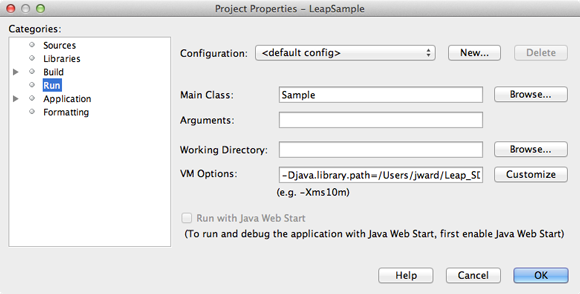 Project Properties – LeapSample
Categories:
Sources
Libraries
Build
Run
Application
Formatting
Configuration: <default config> New... Delete
Main Class: Sample Browse...
Arguments:
Working Directory: Browse...
VM Options: -Djava.library.path=/Users/jward/Leap_SD Customize
(e.g. -Xms10m)
Run with Java Web Start
(To run and debug the application with Java Web Start, first enable Java Web Start)
Help Cancel OK